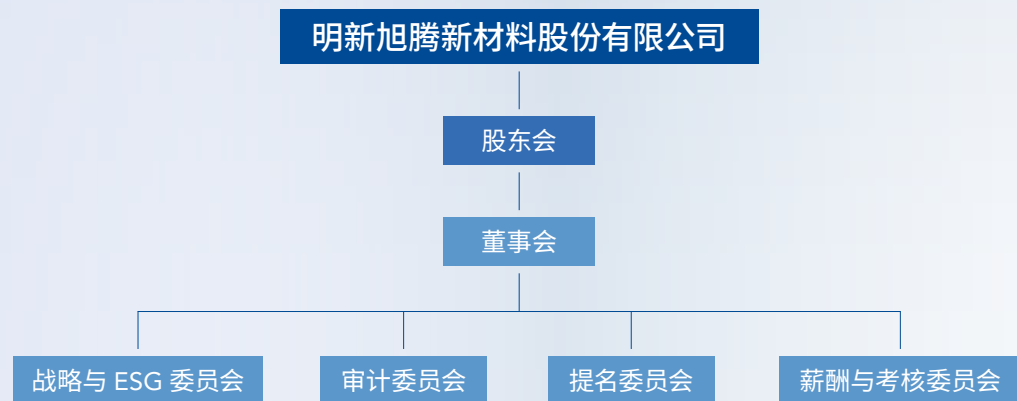 明新旭腾新材料股份有限公司
股东会
董事会
战略与 ESG 委员会
审计委员会
提名委员会
薪酬与考核委员会